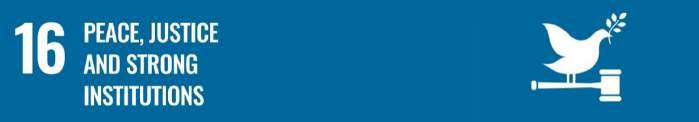 16 PEACE, JUSTICE
AND STRONG
INSTITUTIONS